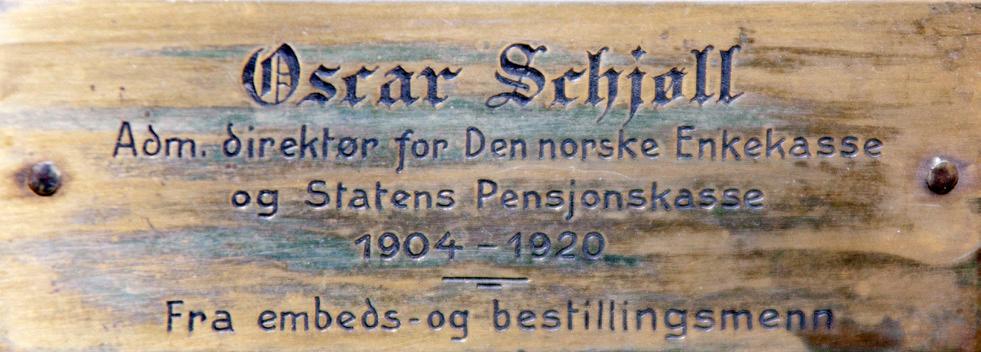 Oscar Schjøll
Adm. direktør for Den norske Enkekasse
og Statens Pensjonskasse
1904 - 1920
Fra embeds-og bestillingsmenn